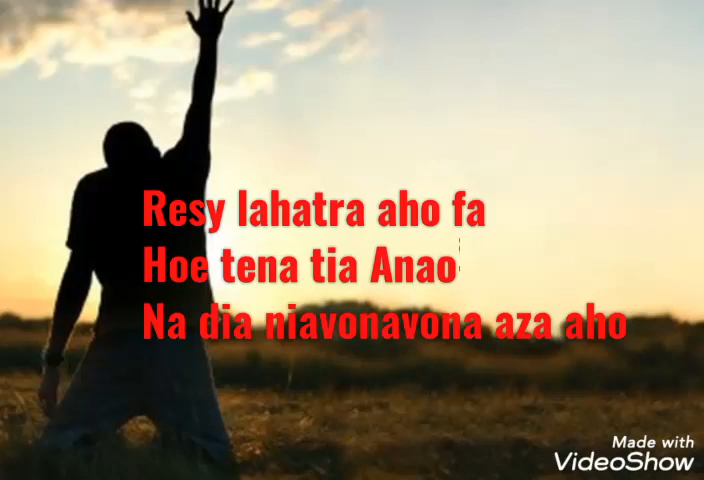 Resy lahatra aho fa
Hoe tena tia Anao
Na dia niavonavona aza aho
Made with
VideoShow